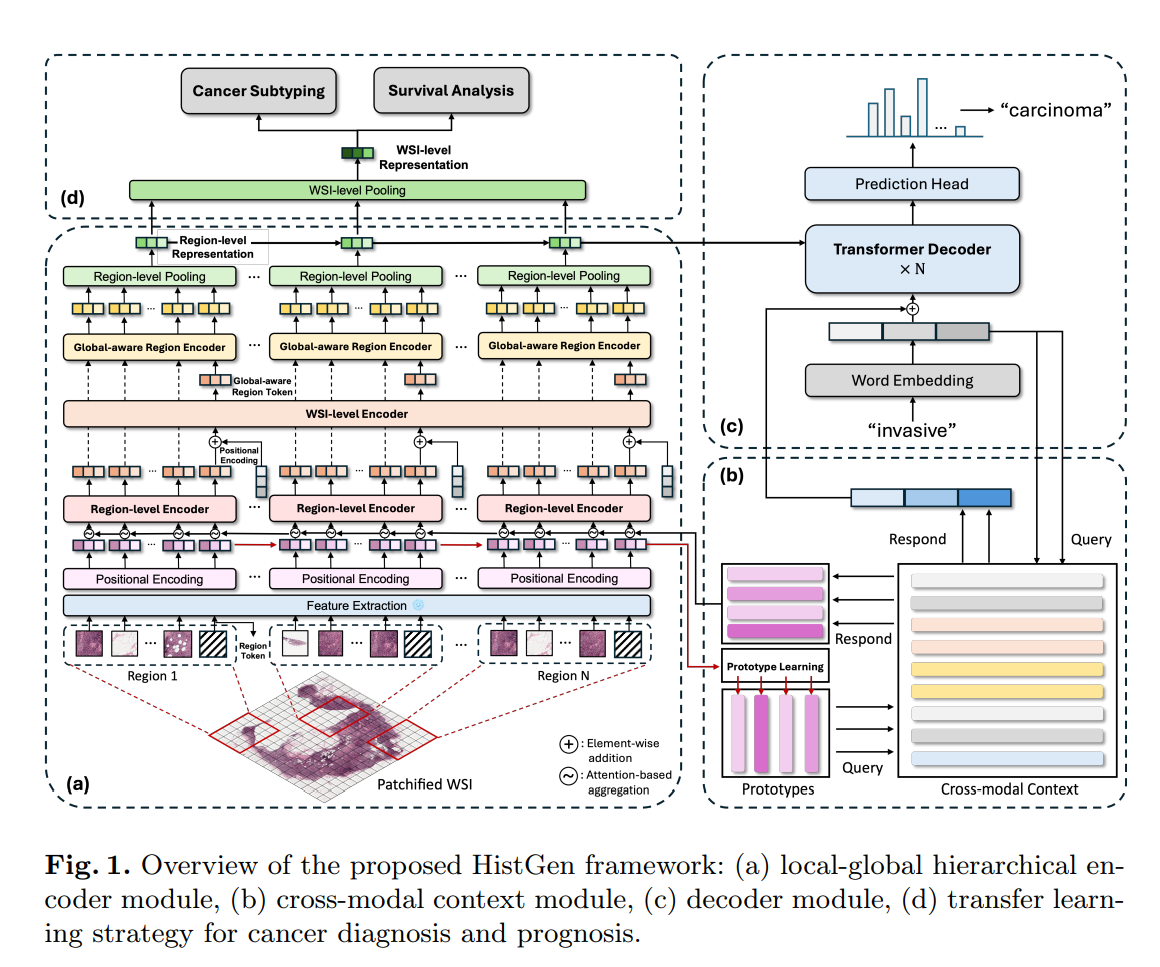 Cancer Subtyping
Survival Analysis
WSI-level
Representation
(d)
WSI-level Pooling
Region-level
Representation
Region-level Pooling
...
Region-level Pooling
...
Region-level Pooling
...
...
...
Global-aware Region Encoder
...
Global-aware Region Encoder
...
Global-aware Region Encoder
Global-aware
Region Token
WSI-level Encoder
+
+
+
Positional
Encoding
...
...
...
Region-level Encoder
...
Region-level Encoder
...
Region-level Encoder
~ ~ ~ ~ ~ ~ ~ ~ ~ ~ ~ ~
...
...
...
Positional Encoding
...
Positional Encoding
...
Positional Encoding
Feature Extraction
...
...
...
...
Region
Token
Region 1
Region N
+ : Element-wise
addition
~ : Attention-based
aggregation
Patchified WSI
(a)
...
“carcinoma”
Prediction Head
Transformer Decoder
× N
+
Word Embedding
“invasive”
(c)
(b)
Respond
Query
Respond
Prototype Learning
Query
Prototypes
Cross-modal Context
Fig. 1. Overview of the proposed HistGen framework: (a) local-global hierarchical en-
coder module, (b) cross-modal context module, (c) decoder module, (d) transfer learn-
ing strategy for cancer diagnosis and prognosis.